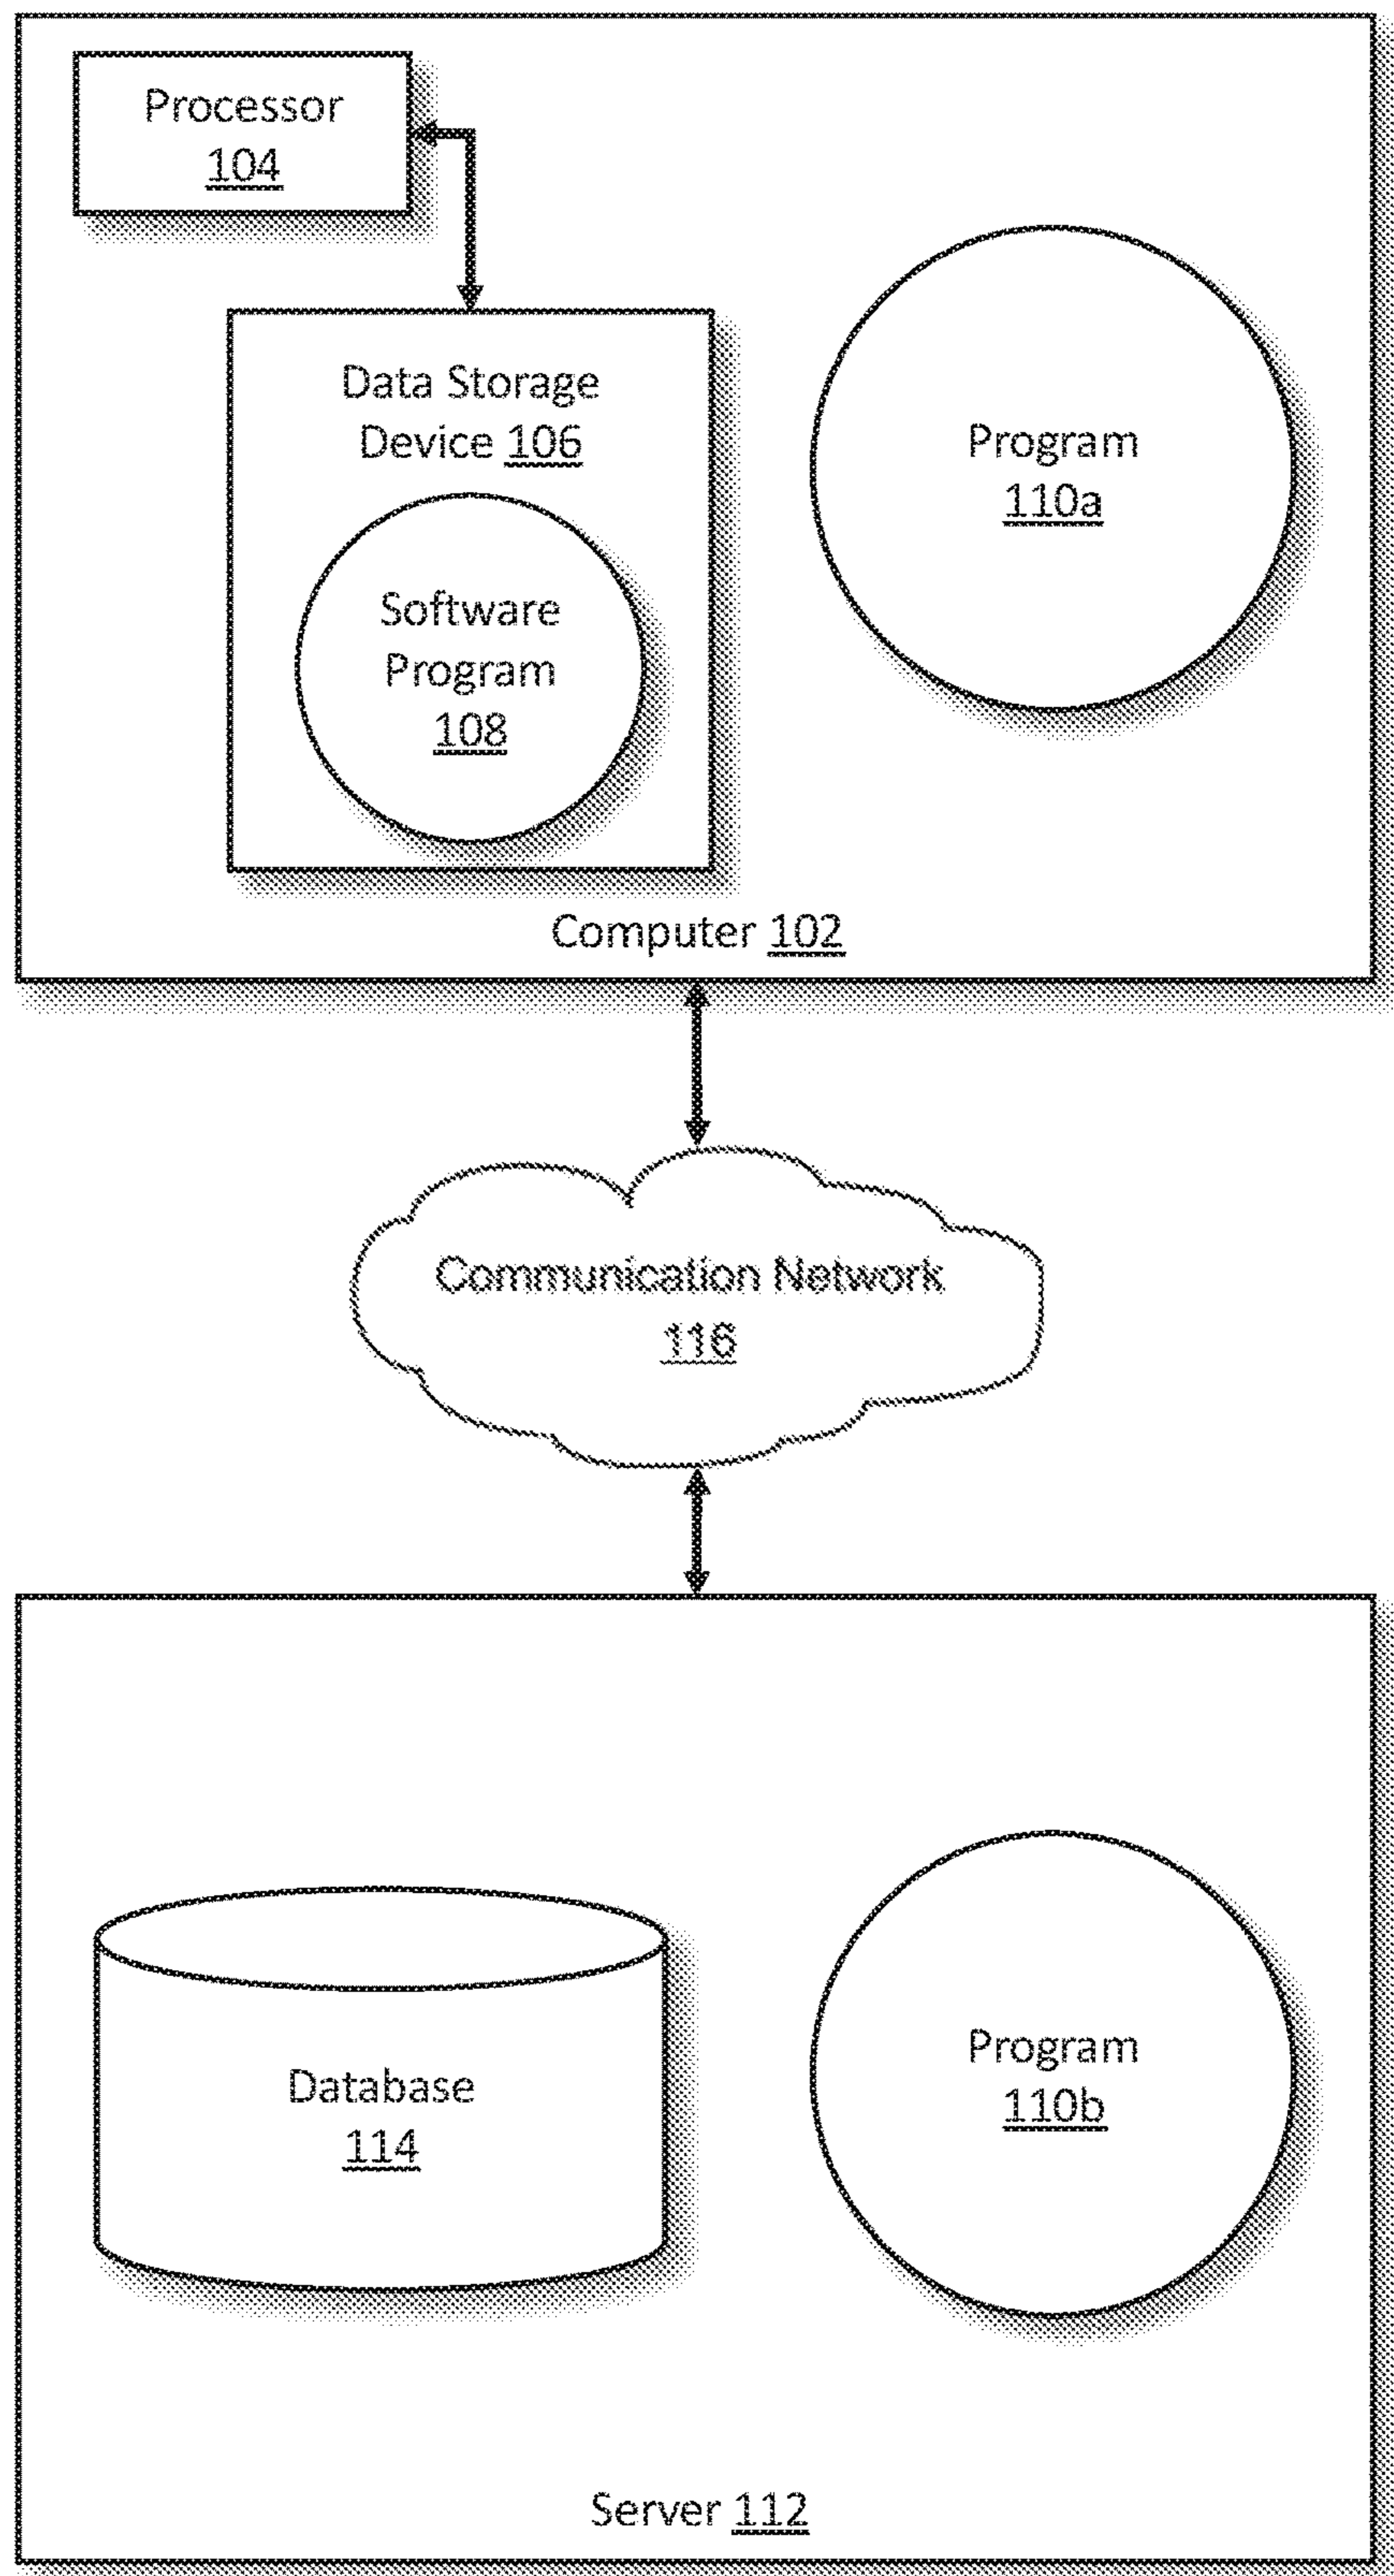 Processor
104
Data Storage
Device 106
Software
Program
108
Program
110a
Computer 102
Communication Network
116
Database
114
Program
110b
Server 112